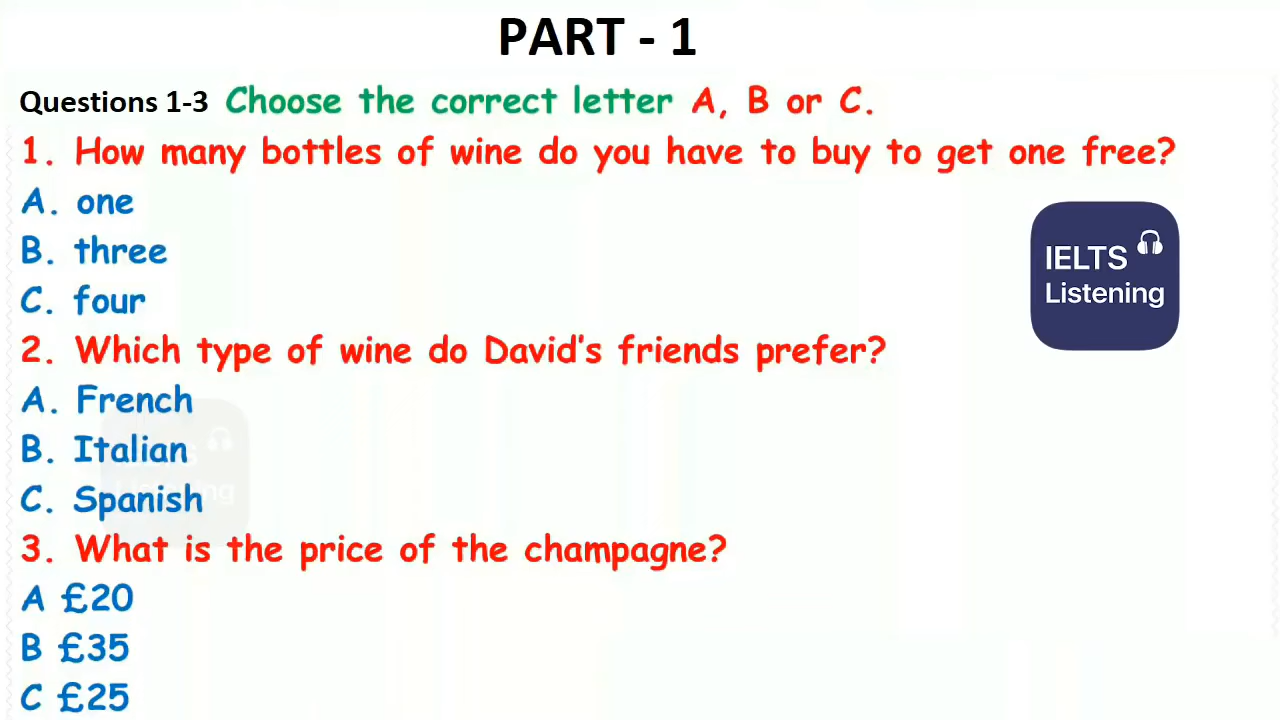 PART - 1
Questions 1-3 Choose the correct letter A, B or C.
1. How many bottles of wine do you have to buy to get one free?
A. one
B. three
C. four
IELTS
Listening
2. Which type of wine do David's friends prefer?
A. French
B. Italian
C. Spanish
3. What is the price of the champagne?
A £20
B £35
C £25